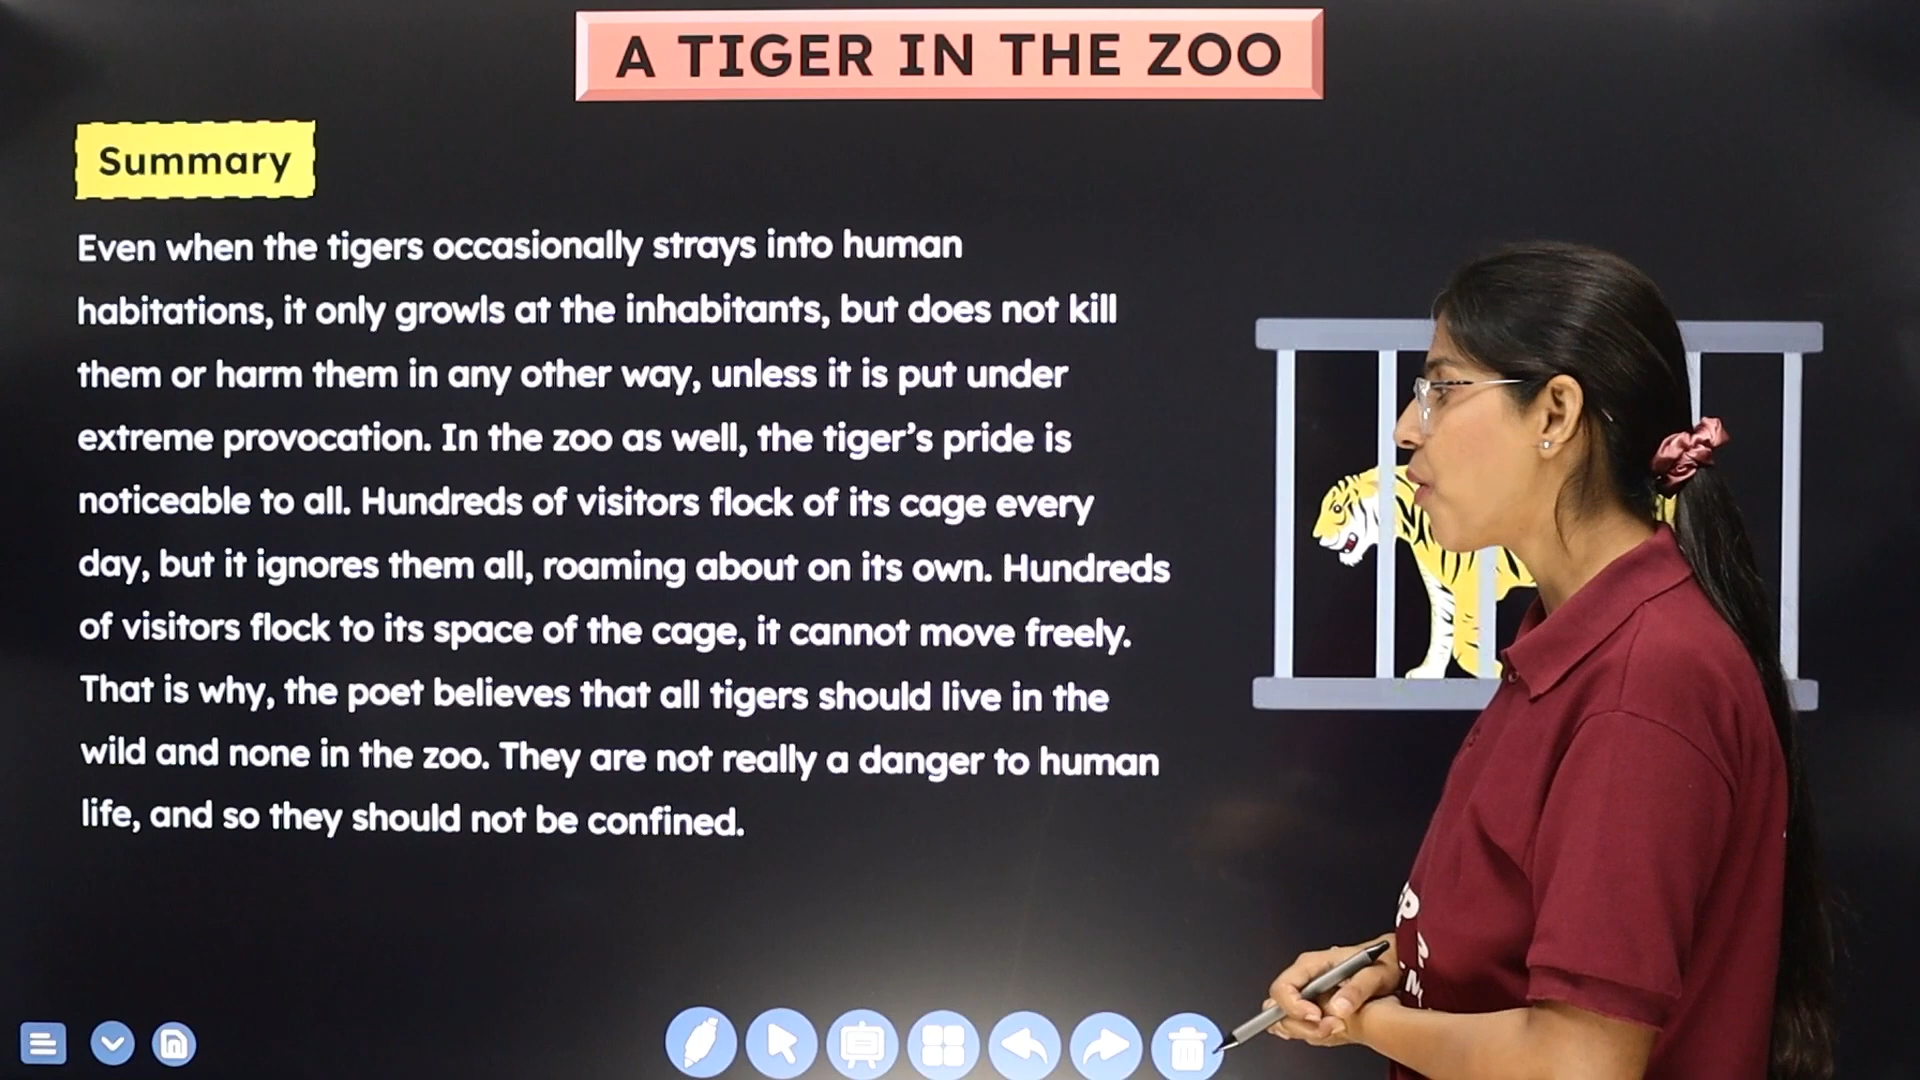 A TIGER IN THE ZOO
Summary
Even when the tigers occasionally strays into human
habitations, it only growls at the inhabitants, but does not kill
them or harm them in any other way, unless it is put under
extreme provocation. In the zoo as well, the tiger's pride is
noticeable to all. Hundreds of visitors flock of its cage every
day, but it ignores them all, roaming about on its own. Hundreds
of visitors flock to its space of the cage, it cannot move freely.
That is why, the poet believes that all tigers should live in the
wild and none in the zoo. They are not really a danger to human
life, and so they should not be confined.